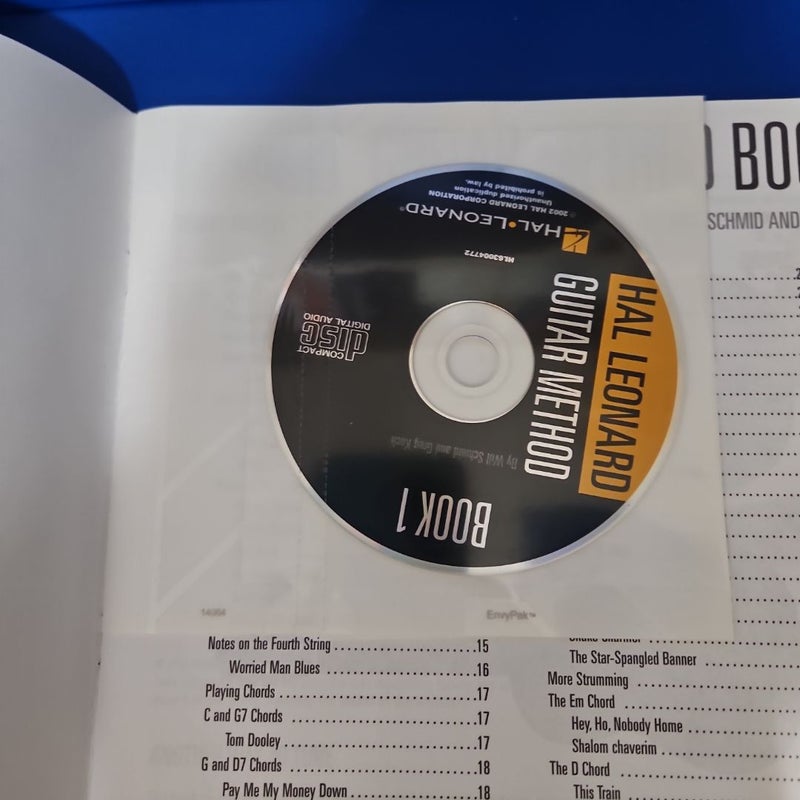 D BOO
SCHMID AND
© 2002 HAL LEONARD CORPORATION
Unauthorized duplication
is prohibited by law.
HAL•LEONARD®
HL63004772
HAL LEONARD
GUITAR METHOD
By Will Schmid and Greg Koch
BOOK 1
COMPACT
disc
DIGITAL AUDIO
14064
EnvyPak™
Notes on the Fourth String 15
Worried Man Blues 16
Playing Chords 17
C and G7 Chords 17
Tom Dooley 17
G and D7 Chords 18
Pay Me My Money Down 18
The Star-Spangled Banner
More Strumming
The Em Chord
Hey, Ho, Nobody Home
Shalom chaverim
The D Chord
This Train